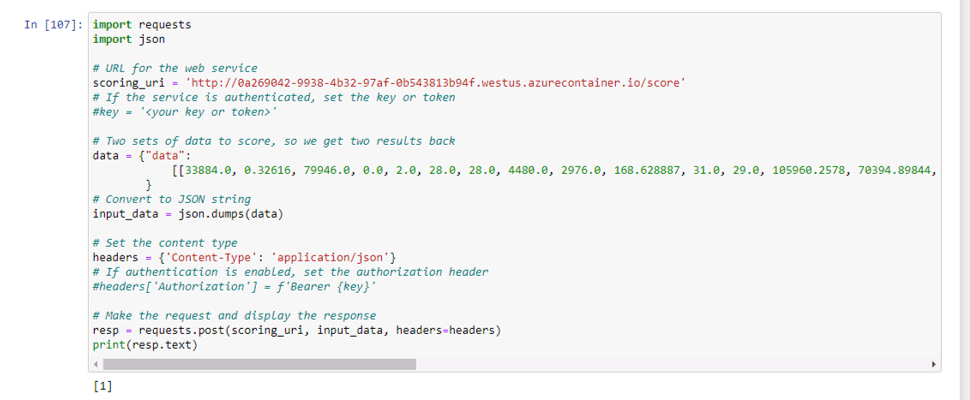 In [107]: import requests
import json
# URL for the web service
scoring_uri = 'http://0a269042-9938-4b32-97af-0b543813b94f.westus.azurecontainer.io/score'
# If the service is authenticated, set the key or token
#key = '<your key or token>'
# Two sets of data to score, so we get two results back
data = {"data":
[[33884.0, 0.32616, 79946.0, 0.0, 2.0, 28.0, 28.0, 4480.0, 2976.0, 168.628887, 31.0, 29.0, 105960.2578, 70394.89844,
}
# Convert to JSON string
input_data = json.dumps(data)
# Set the content type
headers = {'Content-Type': 'application/json'}
# If authentication is enabled, set the authorization header
#headers['Authorization'] = f'Bearer {key}'
# Make the request and display the response
resp = requests.post(scoring_uri, input_data, headers=headers)
print(resp.text)
[1]